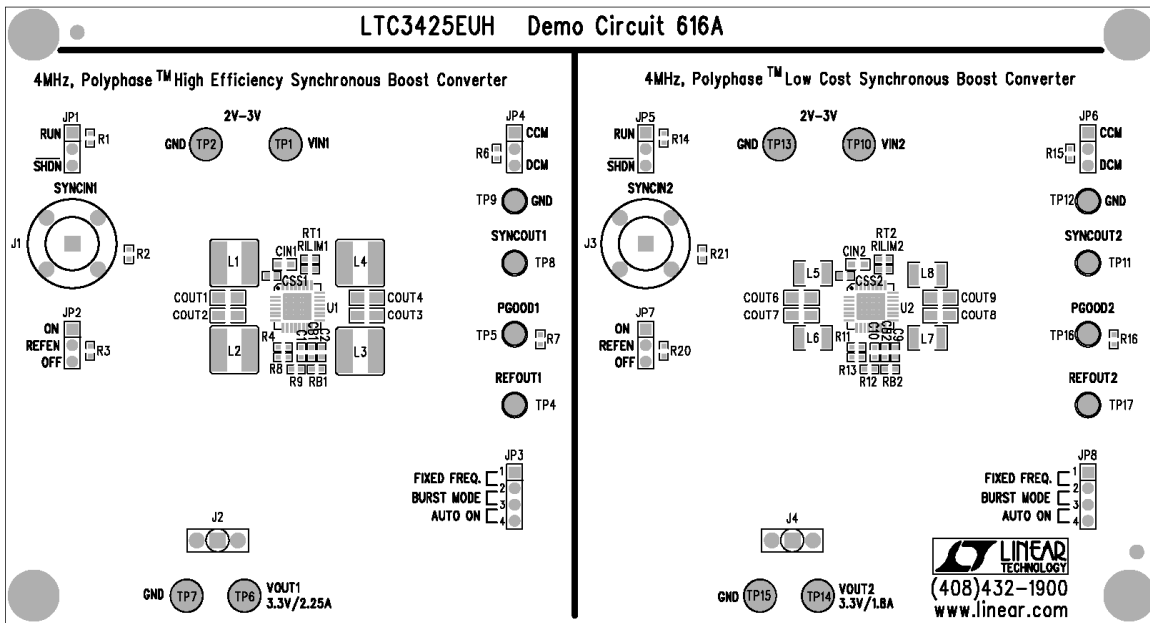 LTC3425EUH Demo Circuit 616A
4MHz, Polyphase™ High Efficiency Synchronous Boost Converter
JP1
RUN
R1
SHDN
2V-3V
GND
TP2
TP1
VIN1
JP4
CCM
R6
DCM
SYNCIN1
J1
R2
TP9
GND
SYNCOUT1
TP8
RT1
RILIM1
CIN1
L1
L4
CSS1
COUT1
COUT2
U1
COUT4
COUT3
L2
L3
R4
C1
CB1
C2
R8
R9
RB1
JP2
ON
REFEN
OFF
R3
PGOOD1
TP5
R7
REFOUT1
TP4
JP3
FIXED FREQ.
BURST MODE
AUTO ON
1
2
3
4
J2
GND
TP7
TP6
VOUT1
3.3V/2.25A
4MHz, Polyphase™ Low Cost Synchronous Boost Converter
JP5
RUN
R14
SHDN
2V-3V
GND
TP13
TP10
VIN2
JP6
CCM
R15
DCM
SYNCIN2
J3
R21
TP12
GND
SYNCOUT2
TP11
RT2
RILIM2
CIN2
L5
L8
CSS2
COUT6
COUT7
U2
COUT9
COUT8
L6
L7
R11
C10
CB2
C9
R13
R12
RB2
JP7
ON
REFEN
OFF
R20
PGOOD2
TP16
R16
REFOUT2
TP17
JP8
FIXED FREQ.
BURST MODE
AUTO ON
1
2
3
4
J4
GND
TP15
TP14
VOUT2
3.3V/1.8A
LINEAR
TECHNOLOGY
(408)432-1900
www.linear.com